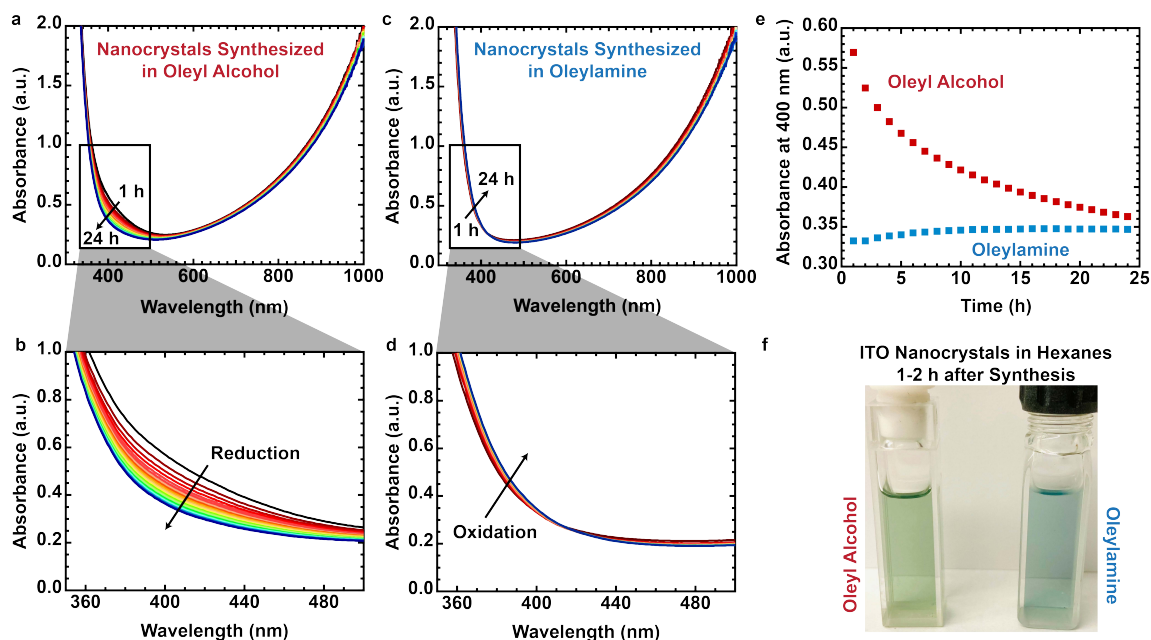 a
2.0
1.5
1.0
0.5
0.0
Absorbance (a.u.)
Nanocrystals Synthesized
in Oleyl Alcohol
1 h
24 h
400
600
800
1000
Wavelength (nm)
c
2.0
1.5
1.0
0.5
0.0
Absorbance (a.u.)
Nanocrystals Synthesized
in Oleylamine
24 h
1 h
400
600
800
1000
Wavelength (nm)
e
0.60
0.55
0.50
0.45
0.40
0.35
0.30
Absorbance at 400 nm (a.u.)
Oleyl Alcohol
Oleylamine
0
5
10
15
20
25
Time (h)
b
1.0
0.8
0.6
0.4
0.2
0.0
Absorbance (a.u.)
Reduction
360
400
440
480
Wavelength (nm)
d
1.0
0.8
0.6
0.4
0.2
0.0
Absorbance (a.u.)
Oxidation
360
400
440
480
Wavelength (nm)
f
ITO Nanocrystals in Hexanes
1-2 h after Synthesis
Oleyl Alcohol
Oleylamine